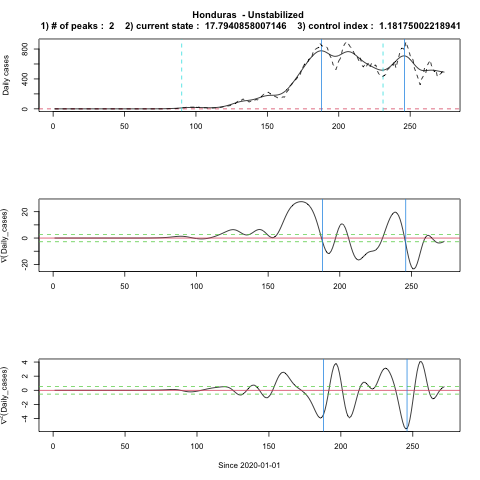 Honduras - Unstabilized
1) # of peaks : 2 2) current state : 17.7940858007146 3) control index : 1.18175002218941
Daily cases
800
400
0
0 50 100 150 200 250
∇(Daily_cases)
20
0
-20
0 50 100 150 200 250
∇²(Daily_cases)
4
2
0
-2
-4
0 50 100 150 200 250
Since 2020-01-01